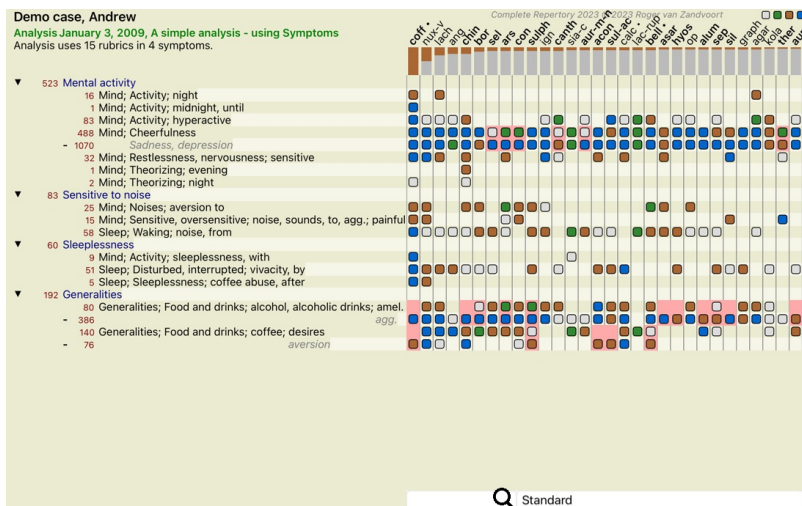 Demo case, Andrew
Complete Repertory 2023 © 2023 Roger van Zandvoort
Analysis January 3, 2009, A simple analysis - using Symptoms
Analysis uses 15 rubrics in 4 symptoms.
coff • nux-v lach ang chin bor sel ars con sulph ign canth sia-c aur-m-n acon sul-ac calc • lac-rup bell • asar hyos op alum sep sil graph agar kola ther
▼ 523 Mental activity
16 Mind; Activity; night
1 Mind; Activity; midnight, until
83 Mind; Activity; hyperactive
488 Mind; Cheerfulness
- 1070 Sadness, depression
32 Mind; Restlessness, nervousness; sensitive
1 Mind; Theorizing; evening
2 Mind; Theorizing; night
▼ 83 Sensitive to noise
25 Mind; Noises; aversion to
15 Mind; Sensitive, oversensitive; noise, sounds, to, agg.; painful
58 Sleep; Waking; noise, from
▼ 60 Sleeplessness
9 Mind; Activity; sleeplessness, with
51 Sleep; Disturbed, interrupted; vivacity, by
5 Sleep; Sleeplessness; coffee abuse, after
▼ 192 Generalities
80 Generalities; Food and drinks; alcohol, alcoholic drinks; amel.
- 386 agg.
140 Generalities; Food and drinks; coffee; desires
- 76 aversion
Standard